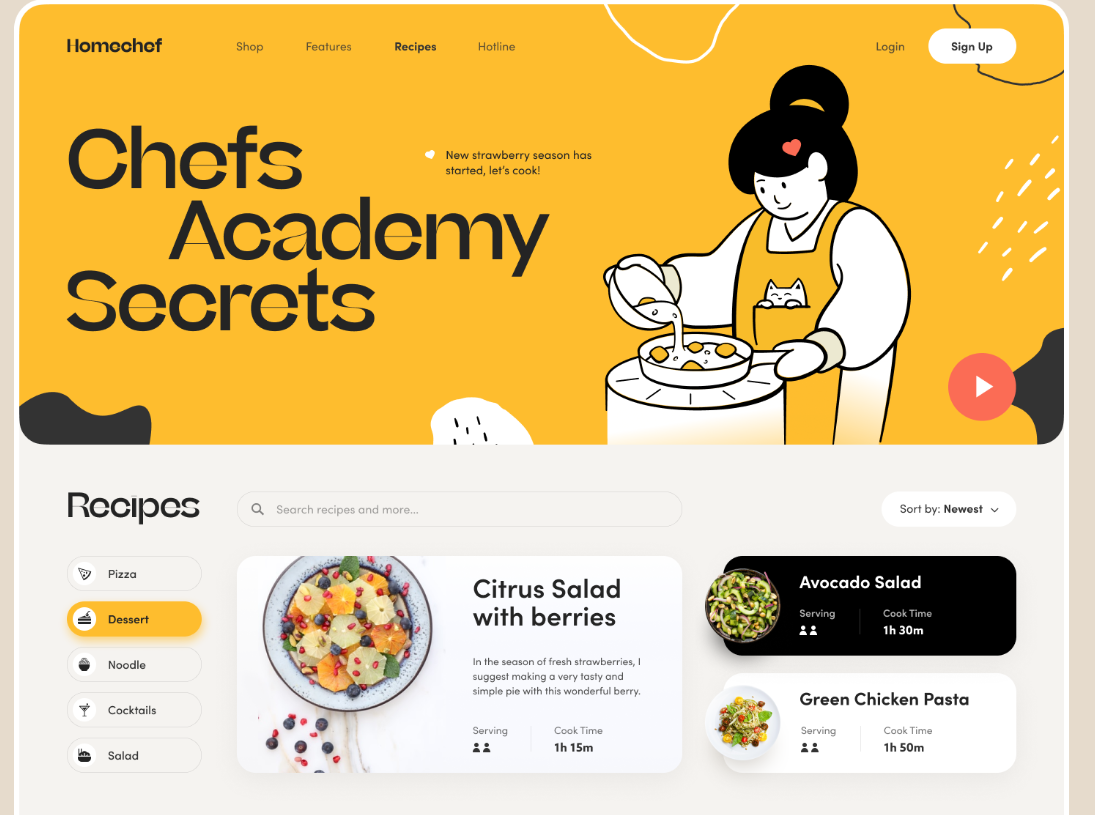 Homechef
Shop
Features
Recipes
Hotline
Login
Sign Up
Chefs
Academy
Secrets
New strawberry season has
started, let's cook!
Recipes
Search recipes and more...
Sort by: Newest
Pizza
Dessert
Noodle
Cocktails
Salad
Citrus Salad
with berries
In the season of fresh strawberries, I
suggest making a very tasty and
simple pie with this wonderful berry.
Serving
Cook Time
1h 15m
Avocado Salad
Serving
Cook Time
1h 30m
Green Chicken Pasta
Serving
Cook Time
1h 50m